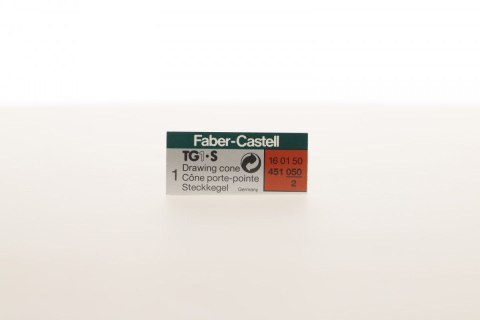 Faber-Castell
TG1·S
Drawing cone
1 Cône porte-pointe
Steckkegel Germany
16 01 50
451 050
2